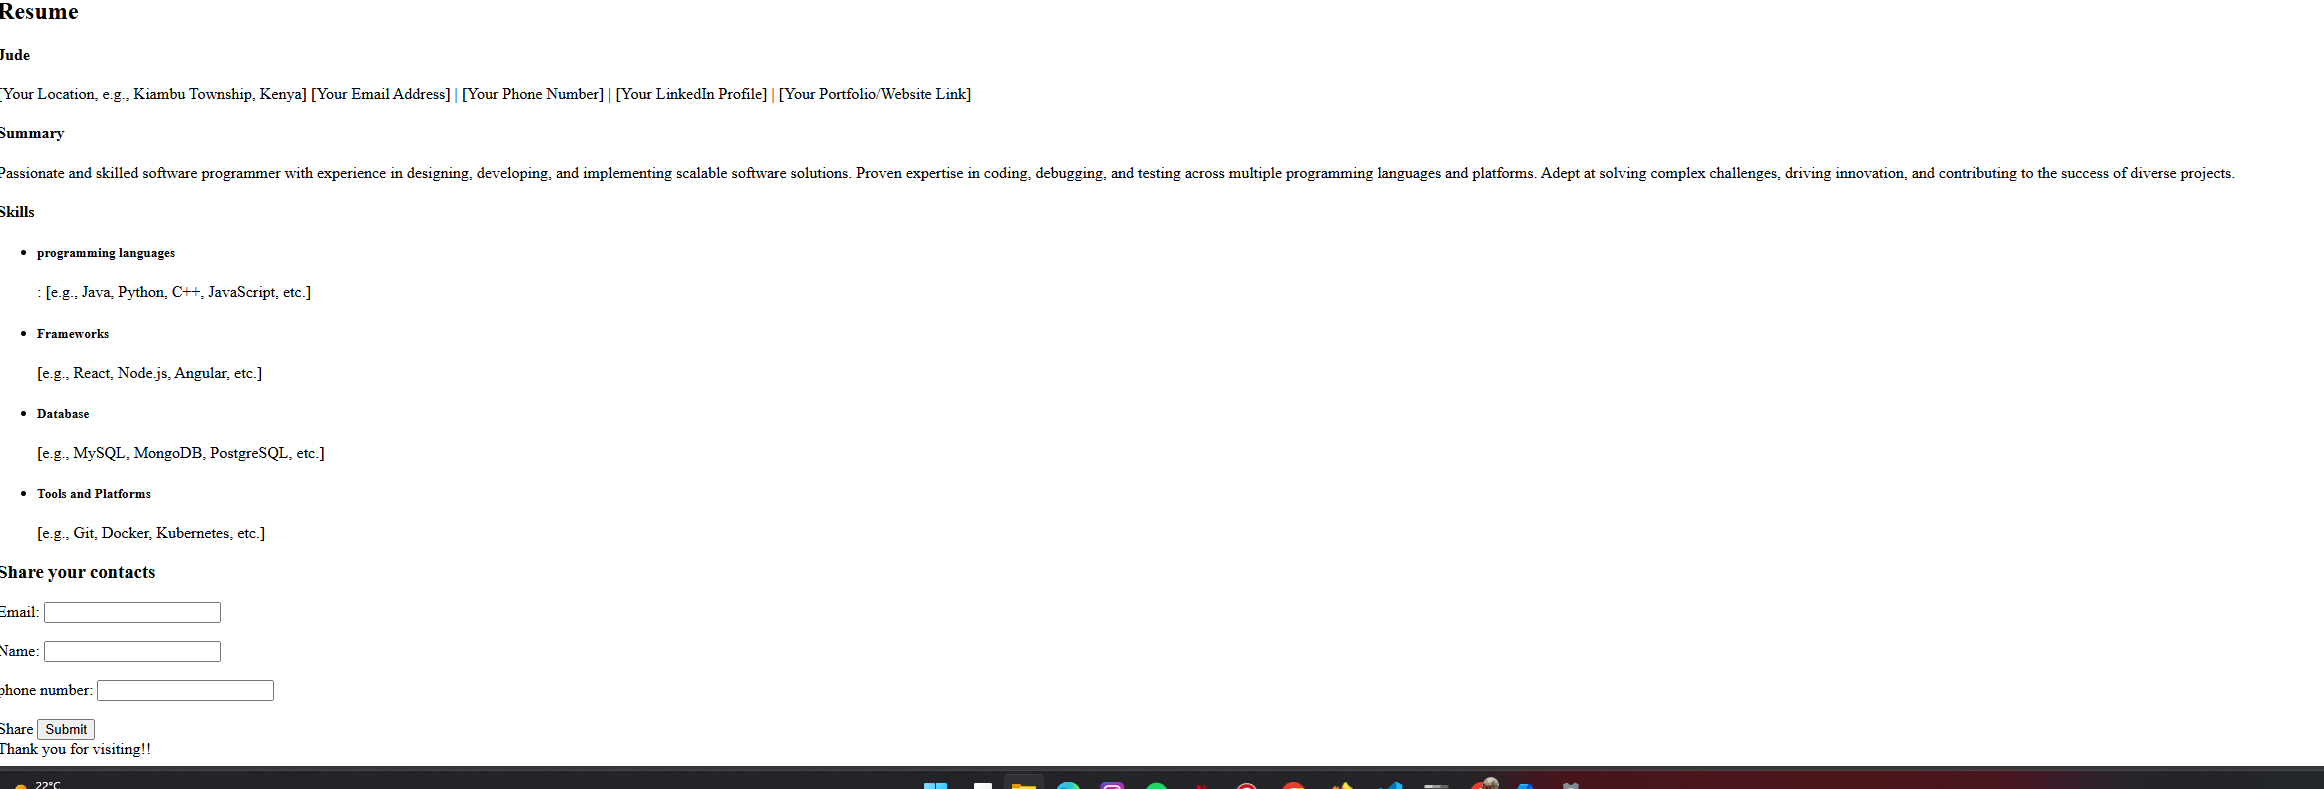 Resume
Jude
[Your Location, e.g., Kiambu Township, Kenya] [Your Email Address] | [Your Phone Number] | [Your LinkedIn Profile] | [Your Portfolio/Website Link]
Summary
Passionate and skilled software programmer with experience in designing, developing, and implementing scalable software solutions. Proven expertise in coding, debugging, and testing across multiple programming languages and platforms. Adept at solving complex challenges, driving innovation, and contributing to the success of diverse projects.
Skills
• programming languages
: [e.g., Java, Python, C++, JavaScript, etc.]
• Frameworks
[e.g., React, Node.js, Angular, etc.]
• Database
[e.g., MySQL, MongoDB, PostgreSQL, etc.]
• Tools and Platforms
[e.g., Git, Docker, Kubernetes, etc.]
Share your contacts
Email:
Name:
phone number:
Share Submit
Thank you for visiting!!
22°C